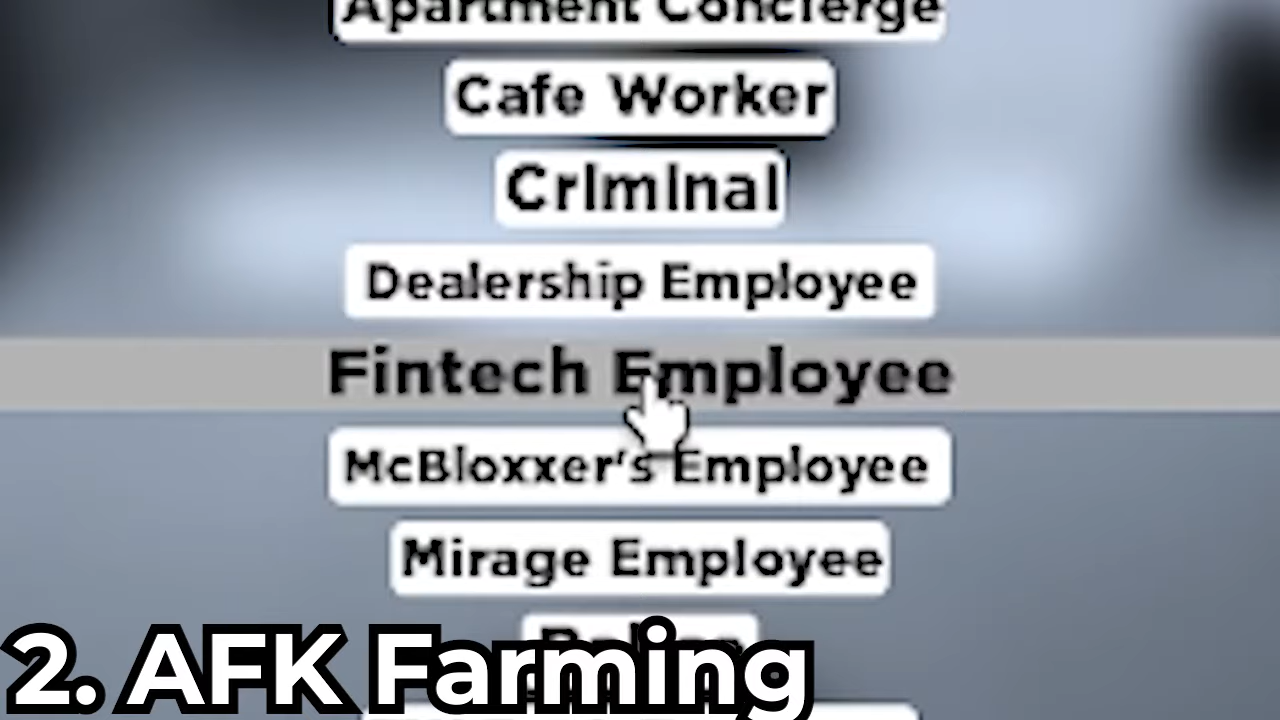 Apartment Concierge
Cafe Worker
Criminal
Dealership Employee
Fintech Employee
McBloxxer's Employee
Mirage Employee
2. AFK Farming